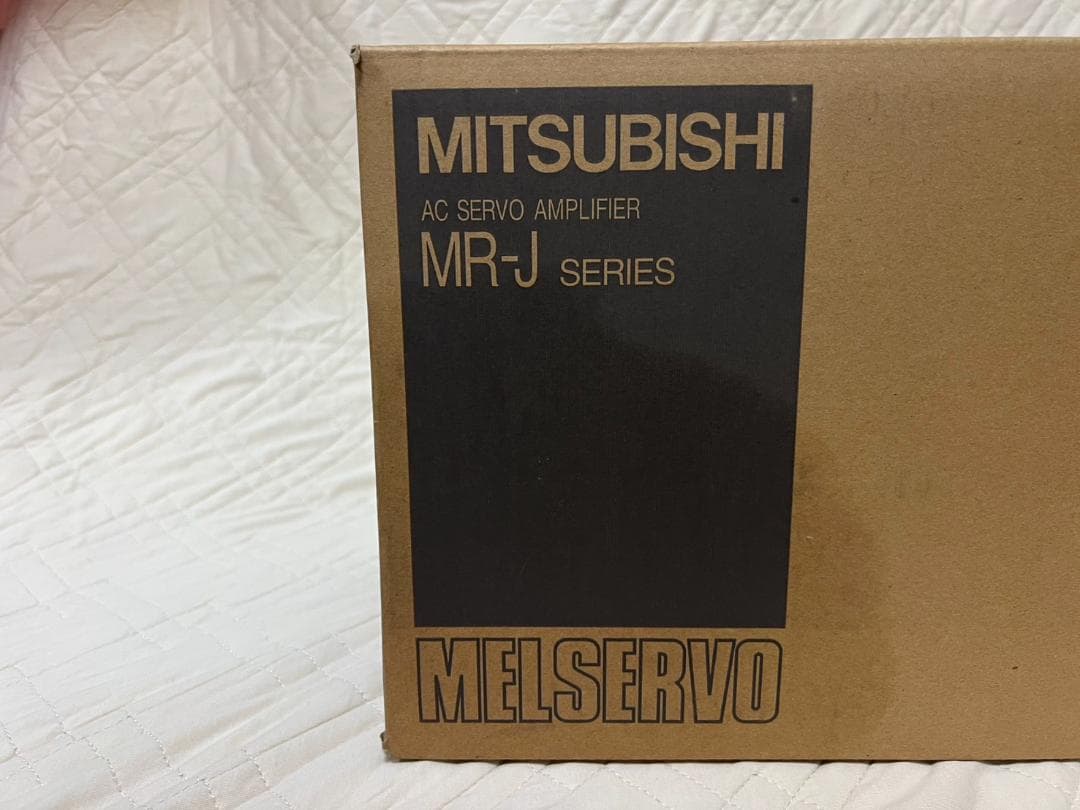 MITSUBISHI
AC SERVO AMPLIFIER
MR-J SERIES
MELSERVO